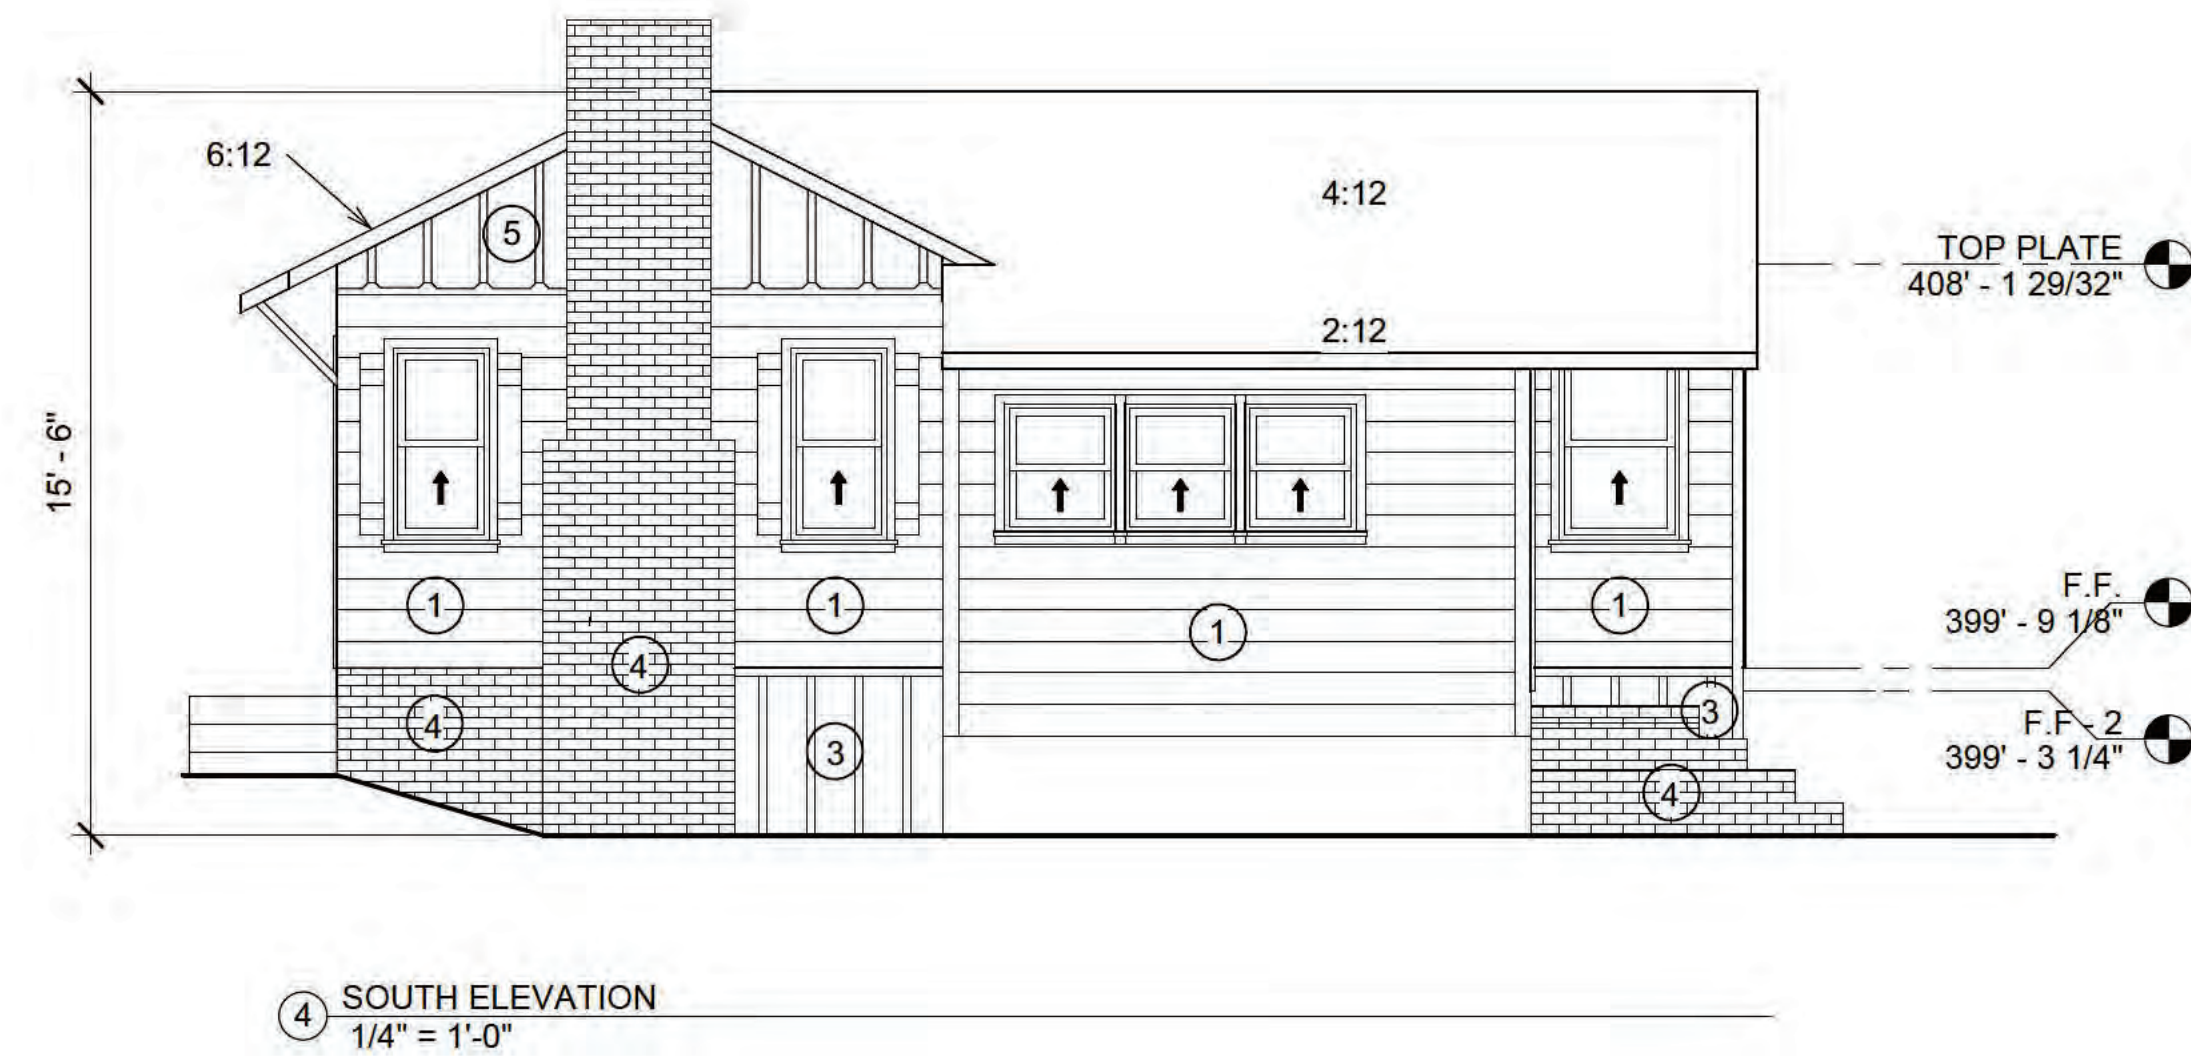 6:12
4:12
5
TOP PLATE
408' - 1 29/32"
2:12
15' - 6"
1
1
1
1
F.F.
399' - 9 1/8"
4
4
3
3
F.F - 2
399' - 3 1/4"
4
4 SOUTH ELEVATION
1/4" = 1'-0"